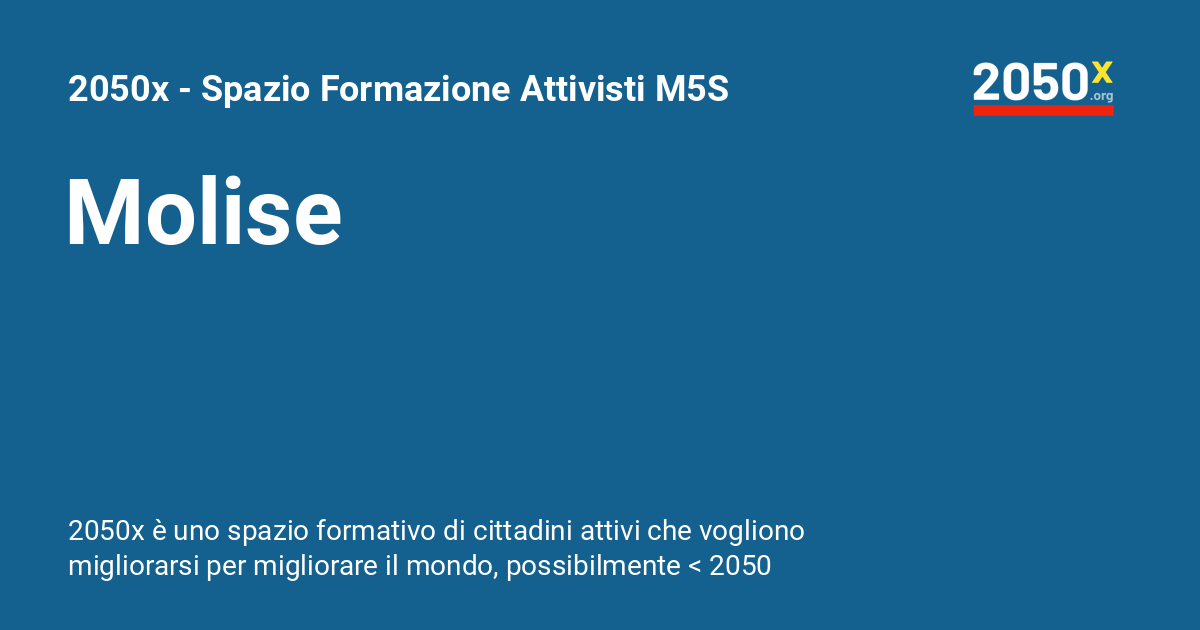 2050x - Spazio Formazione Attivisti M5S
2050x
.org
Molise
2050x è uno spazio formativo di cittadini attivi che vogliono
migliorarsi per migliorare il mondo, possibilmente < 2050